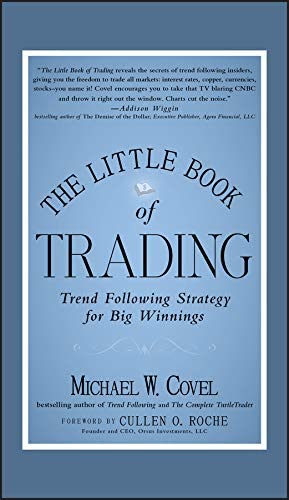 "The Little Book of Trading reveals the secrets of trend following insiders,
giving you the freedom to trade all markets: interest rates, copper, currencies,
stocks–you name it! Covel encourages you to take that TV blaring CNBC
and throw it right out the window. Charts cut the noise."
—Addison Wiggin
bestselling author of The Demise of the Dollar, Executive Publisher, Agora Financial, LLC
THE LITTLE BOOK
of
TRADING
Trend Following Strategy
for Big Winnings
MICHAEL W. COVEL
bestselling author of Trend Following and The Complete TurtleTrader
FOREWORD BY CULLEN O. ROCHE
Founder and CEO, Orcus Investments, LLC